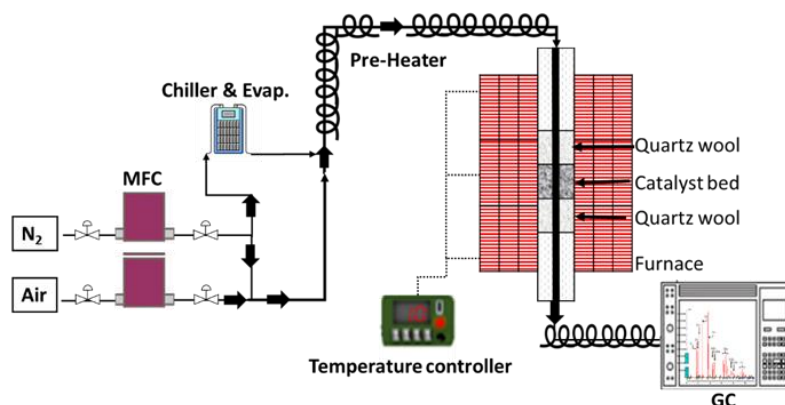 Pre-Heater
Chiller & Evap.
MFC
N₂
Air
Quartz wool
Catalyst bed
Quartz wool
Furnace
Temperature controller
GC